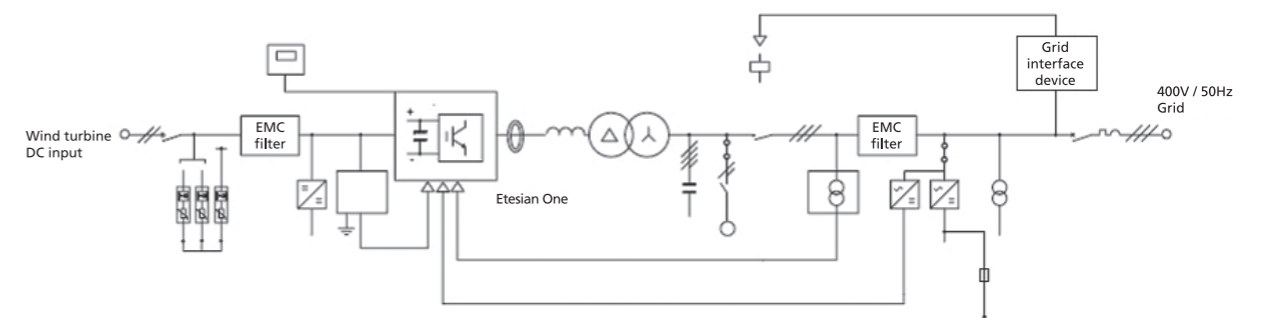 Grid
interface
device
400V / 50Hz
Grid
Wind turbine
DC input
EMC
filter
+
-
EMC
filter
Etesian One